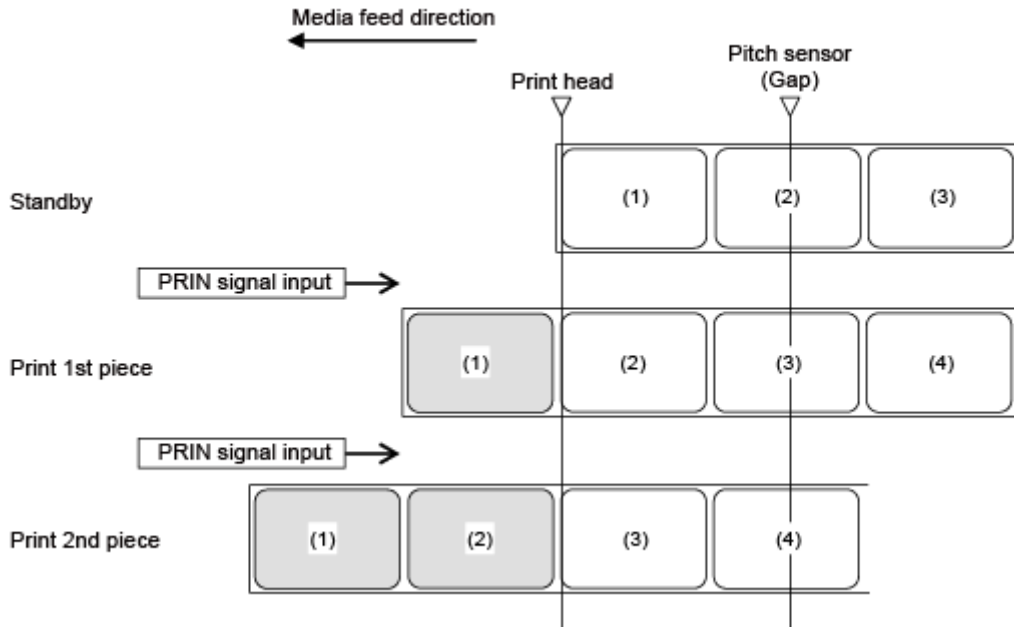 Media feed direction
Print head
Pitch sensor
(Gap)
Standby
(1)
(2)
(3)
PRIN signal input
Print 1st piece
(1)
(2)
(3)
(4)
PRIN signal input
Print 2nd piece
(1)
(2)
(3)
(4)